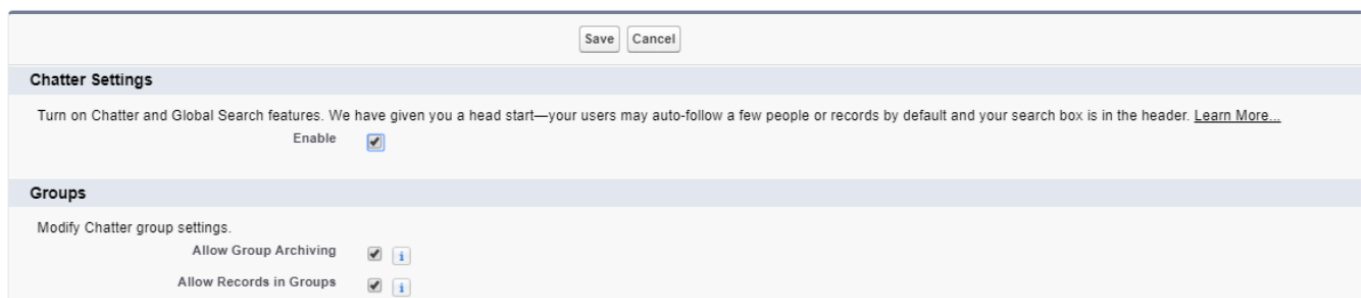 Save Cancel
Chatter Settings
Turn on Chatter and Global Search features. We have given you a head start—your users may auto-follow a few people or records by default and your search box is in the header. Learn More...
Enable
Groups
Modify Chatter group settings.
Allow Group Archiving i
Allow Records in Groups i